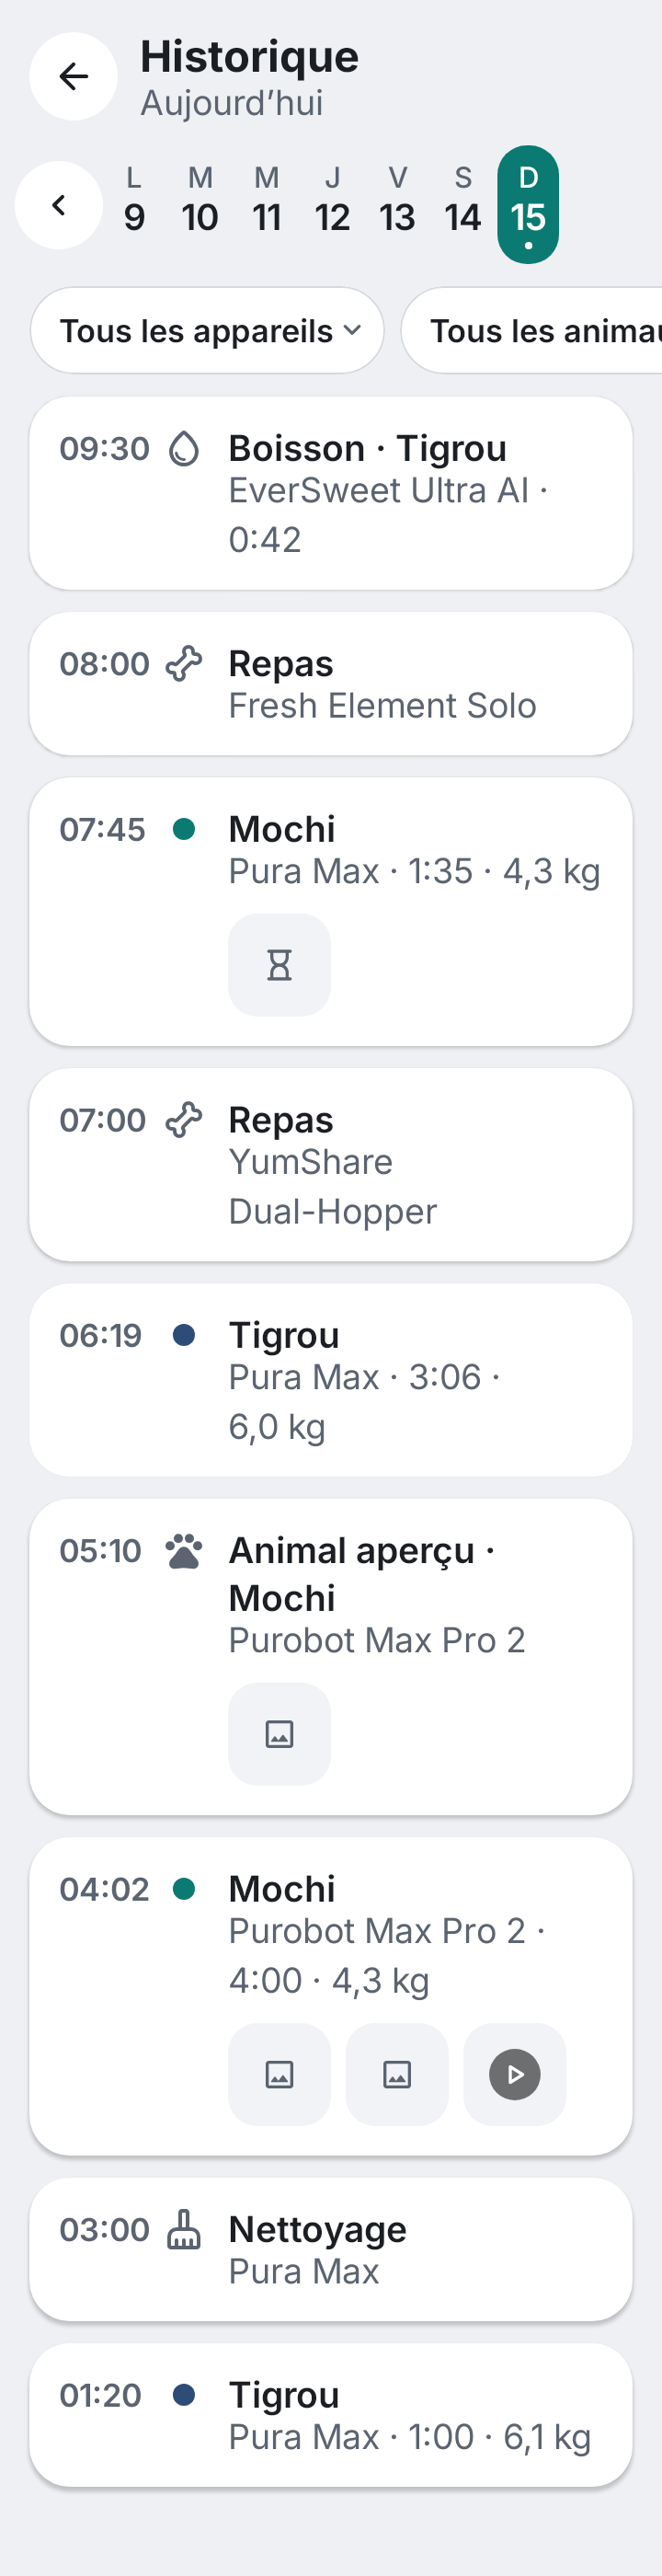 Historique
Aujourd’hui
L M M J V S D
9 10 11 12 13 14 15
Tous les appareils
Tous les anima
09:30 Boisson · Tigrou
EverSweet Ultra AI ·
0:42
08:00 Repas
Fresh Element Solo
07:45 Mochi
Pura Max · 1:35 · 4,3 kg
07:00 Repas
YumShare
Dual-Hopper
06:19 Tigrou
Pura Max · 3:06 ·
6,0 kg
05:10 Animal aperçu ·
Mochi
Purobot Max Pro 2
04:02 Mochi
Purobot Max Pro 2 ·
4:00 · 4,3 kg
03:00 Nettoyage
Pura Max
01:20 Tigrou
Pura Max · 1:00 · 6,1 kg